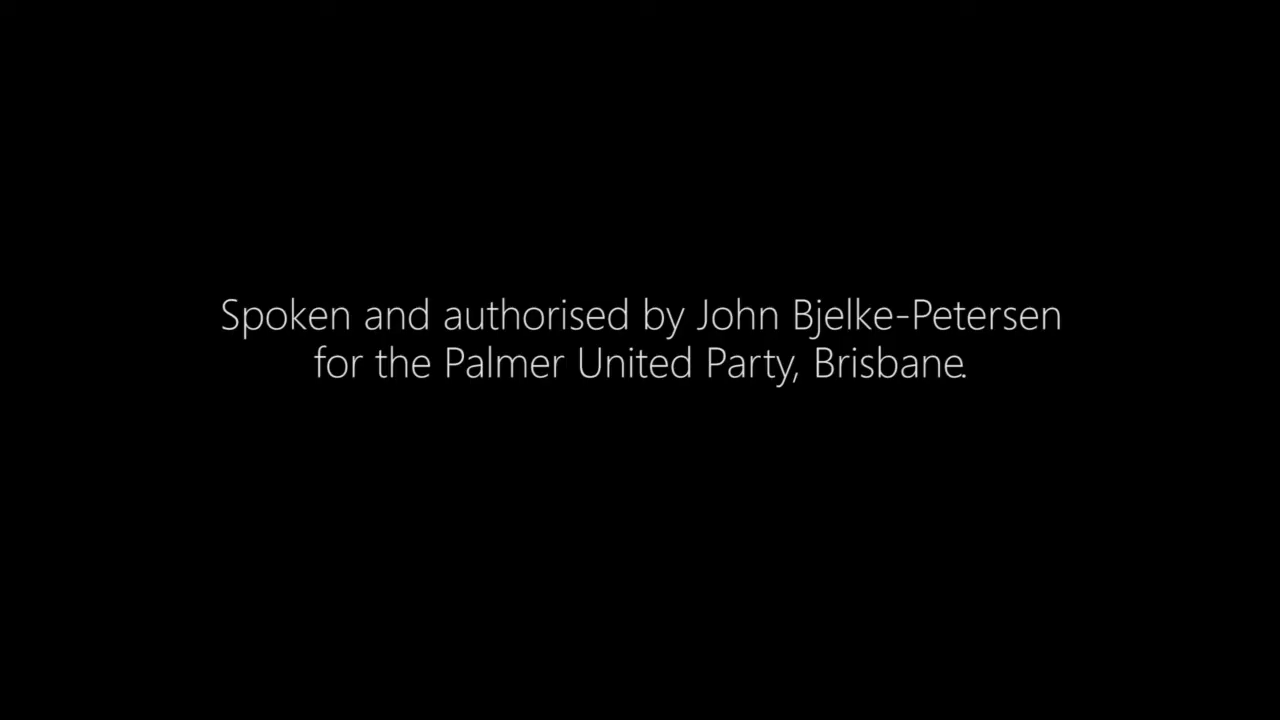 Spoken and authorised by John Bjelke-Petersen
for the Palmer United Party, Brisbane.